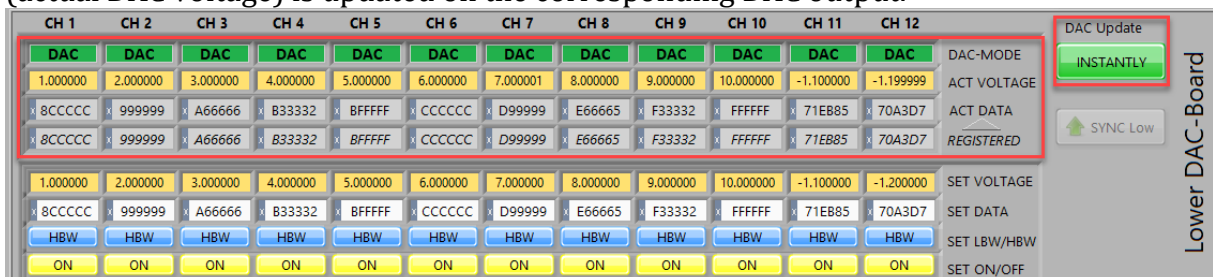 (actual DAC voltage) is updated on the corresponding DAC output.
CH 1 CH 2 CH 3 CH 4 CH 5 CH 6 CH 7 CH 8 CH 9 CH 10 CH 11 CH 12
DAC Update
DAC DAC DAC DAC DAC DAC DAC DAC DAC DAC DAC DAC DAC-MODE
INSTANTLY
1.000000 2.000000 3.000000 4.000000 5.000000 6.000000 7.000001 8.000000 9.000000 10.000000 -1.100000 -1.199999 ACT VOLTAGE
x 8CCCCC x 999999 x A66666 x B33332 x BFFFFF x CCCCCC x D99999 x E66665 x F33332 x FFFFFF x 71EB85 x 70A3D7 ACT DATA
SYNC Low
x 8CCCCC x 999999 x A66666 x B33332 x BFFFFF x CCCCCC x D99999 x E66665 x F33332 x FFFFFF x 71EB85 x 70A3D7 REGISTERED
1.000000 2.000000 3.000000 4.000000 5.000000 6.000000 7.000000 8.000000 9.000000 10.000000 -1.100000 -1.200000 SET VOLTAGE
x 8CCCCC x 999999 x A66666 x B33332 x BFFFFF x CCCCCC x D99999 x E66665 x F33332 x FFFFFF x 71EB85 x 70A3D7 SET DATA
HBW HBW HBW HBW HBW HBW HBW HBW HBW HBW HBW HBW SET LBW/HBW
ON ON ON ON ON ON ON ON ON ON ON ON SET ON/OFF
Lower DAC-Board